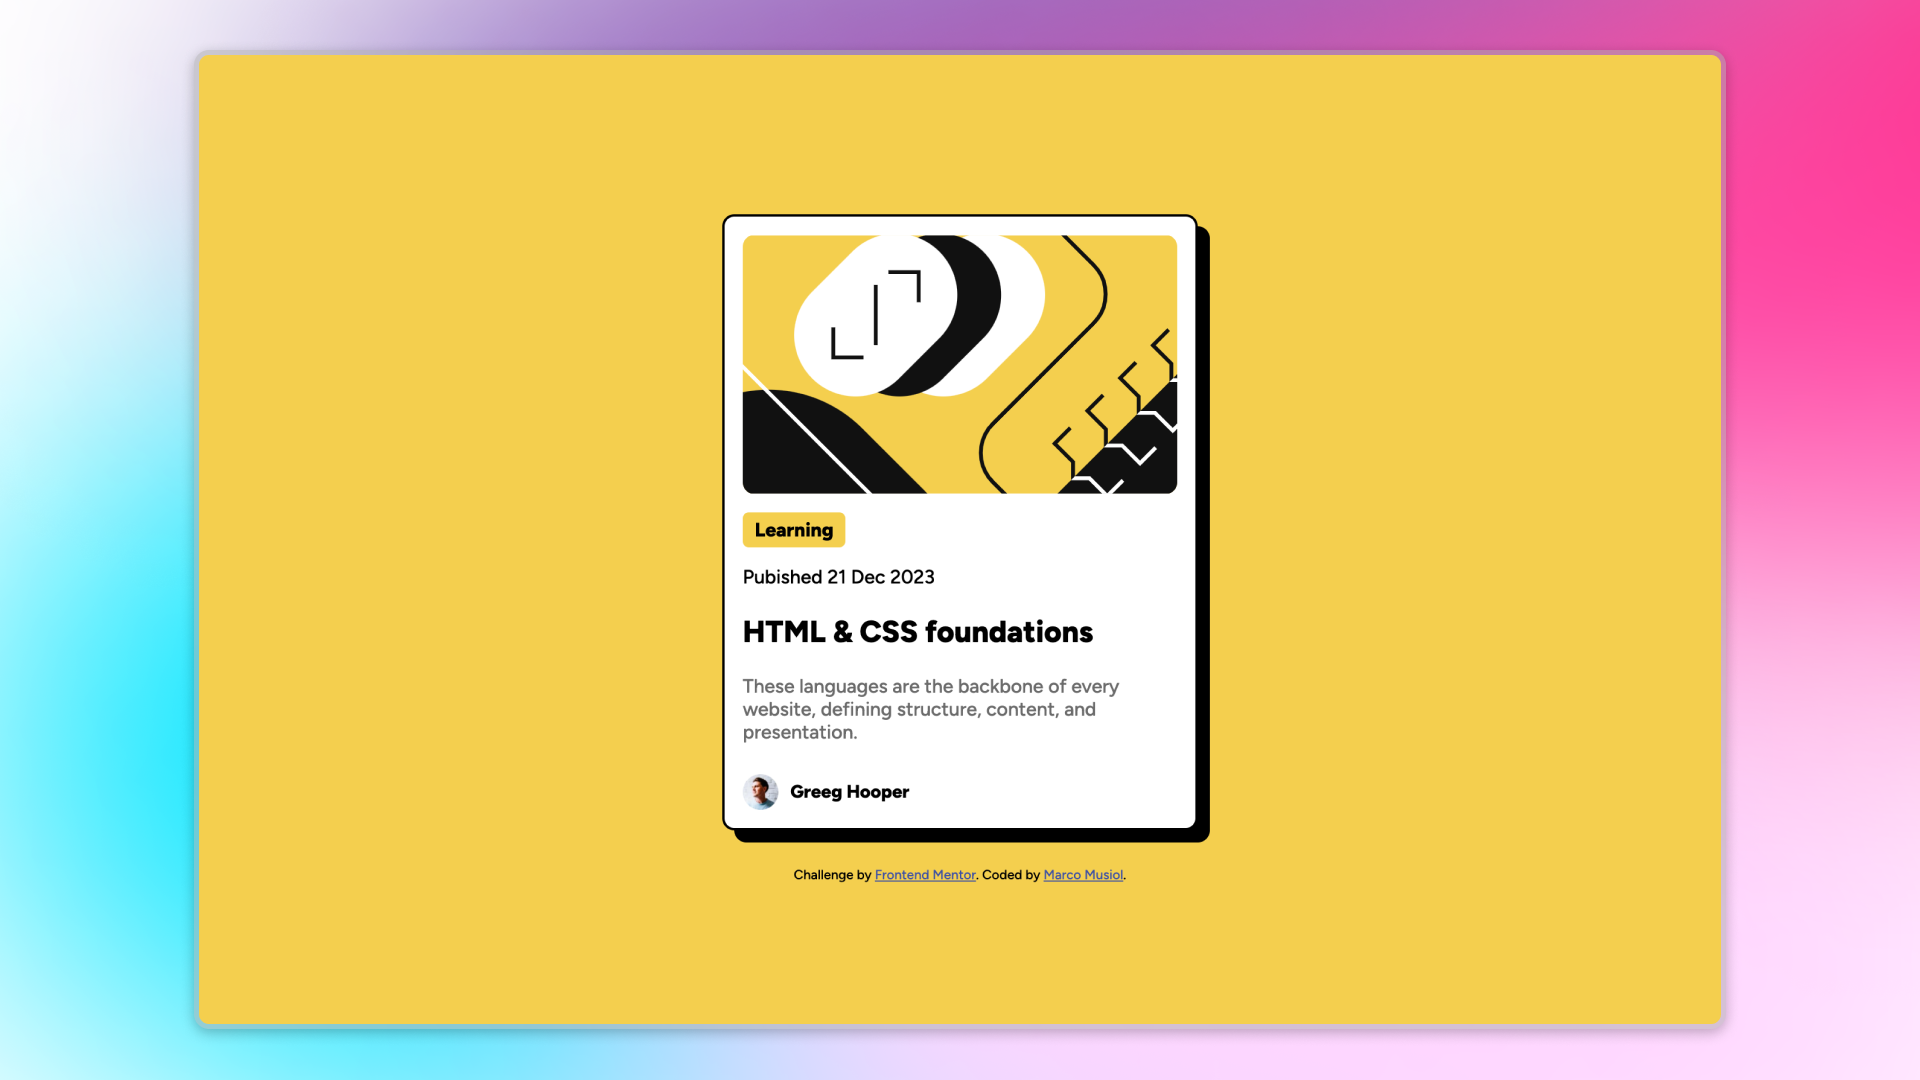 Learning
Pubished 21 Dec 2023
HTML & CSS foundations
These languages are the backbone of every
website, defining structure, content, and
presentation.
Greeg Hooper
Challenge by Frontend Mentor. Coded by Marco Musiol.